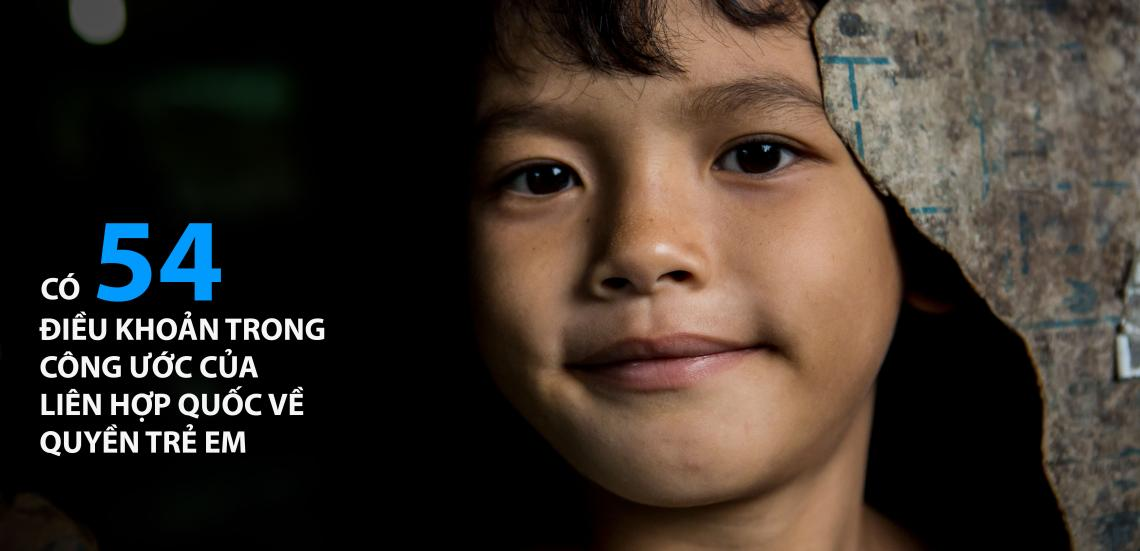 CÓ 54
ĐIỀU KHOẢN TRONG
CÔNG ƯỚC CỦA
LIÊN HỢP QUỐC VỀ
QUYỀN TRẺ EM